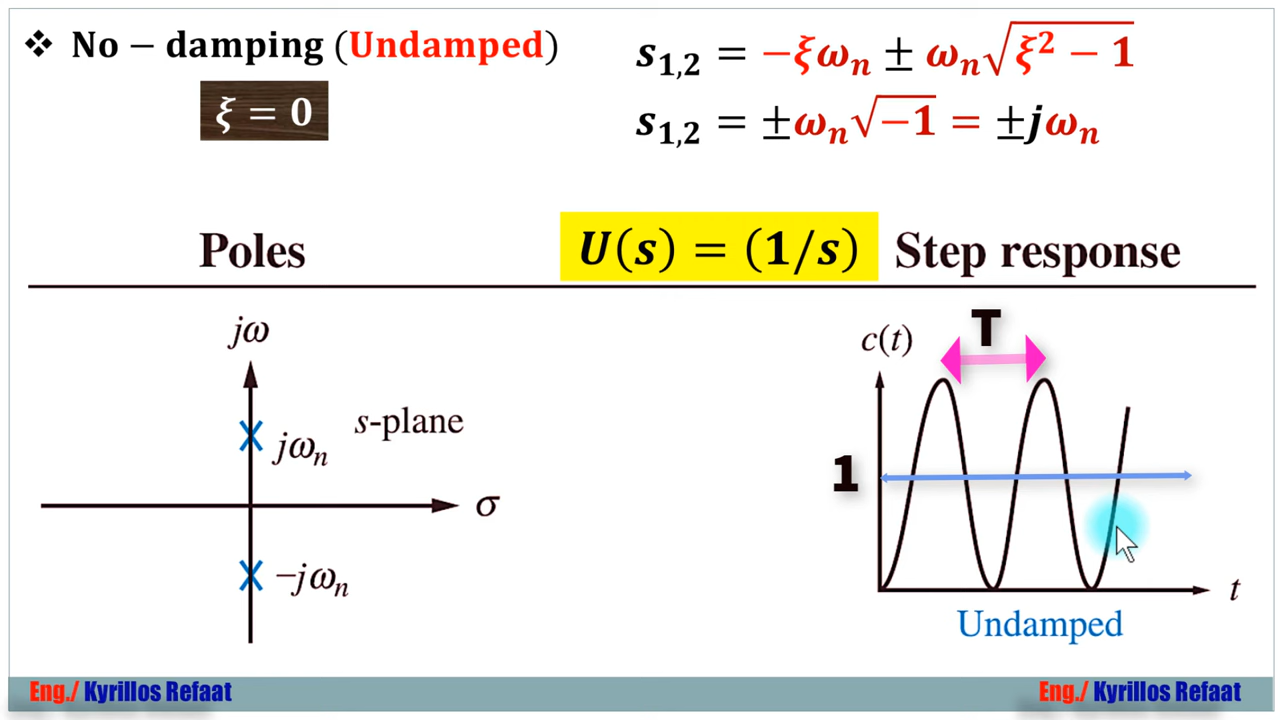 ❖ No − damping (Undamped)
ξ = 0
s₁,₂ = −ξωₙ ± ωₙ√(ξ² − 1)
s₁,₂ = ±ωₙ√(−1) = ±jωₙ
Poles
U(s) = (1/s)
Step response
jω
s-plane
jωₙ
σ
−jωₙ
T
c(t)
1
t
Undamped
Eng./ Kyrillos Refaat
Eng./ Kyrillos Refaat